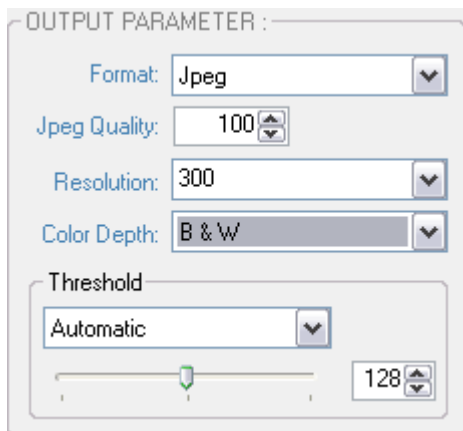 OUTPUT PARAMETER :
Format: Jpeg
Jpeg Quality: 100
Resolution: 300
Color Depth: B & W
Threshold
Automatic
128